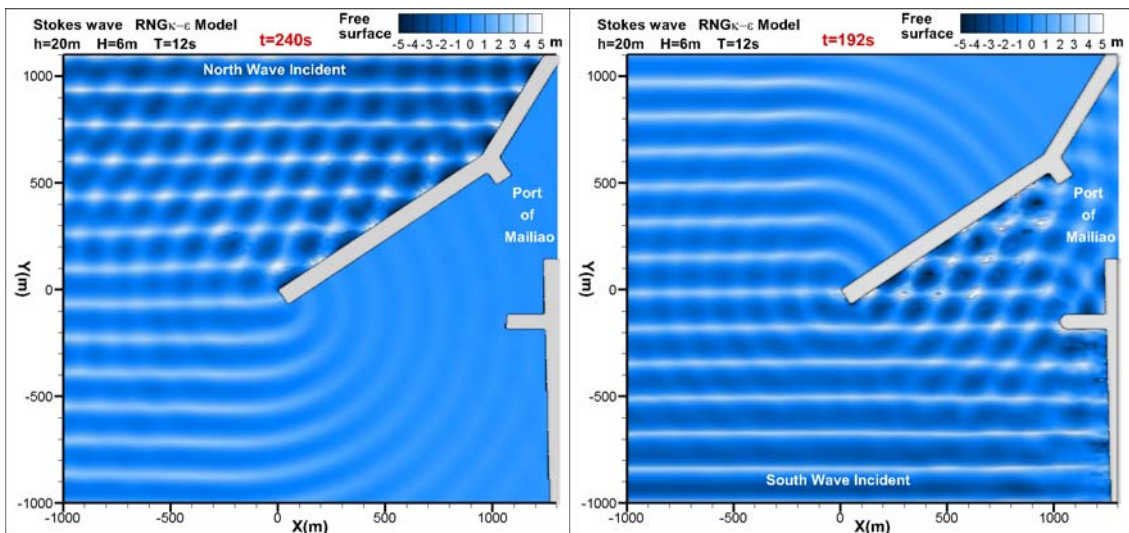 Stokes wave RNGκ-ε Model
h=20m H=6m T=12s
t=240s
Free
surface
-5 -4 -3 -2 -1 0 1 2 3 4 5 m
North Wave Incident
Port
of
Mailiao
1000
500
0
-500
-1000
Y(m)
-1000 -500 0 500 1000
X(m)
Stokes wave RNGκ-ε Model
h=20m H=6m T=12s
t=192s
Free
surface
-5 -4 -3 -2 -1 0 1 2 3 4 5 m
Port
of
Mailiao
South Wave Incident
1000
500
0
-500
-1000
Y(m)
-1000 -500 0 500 1000
X(m)